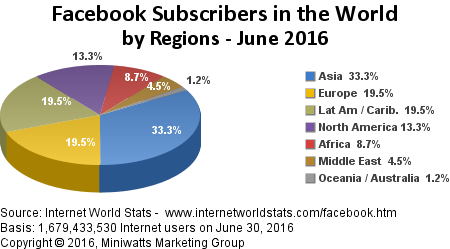 Facebook Subscribers in the World
by Regions - June 2016
13.3%
8.7%
4.5%
1.2%
19.5%
33.3%
19.5%
Asia 33.3%
Europe 19.5%
Lat Am / Carib. 19.5%
North America 13.3%
Africa 8.7%
Middle East 4.5%
Oceania / Australia 1.2%
Source: Internet World Stats - www.internetworldstats.com/facebook.htm
Basis: 1,679,433,530 Internet users on June 30, 2016
Copyright © 2016, Miniwatts Marketing Group